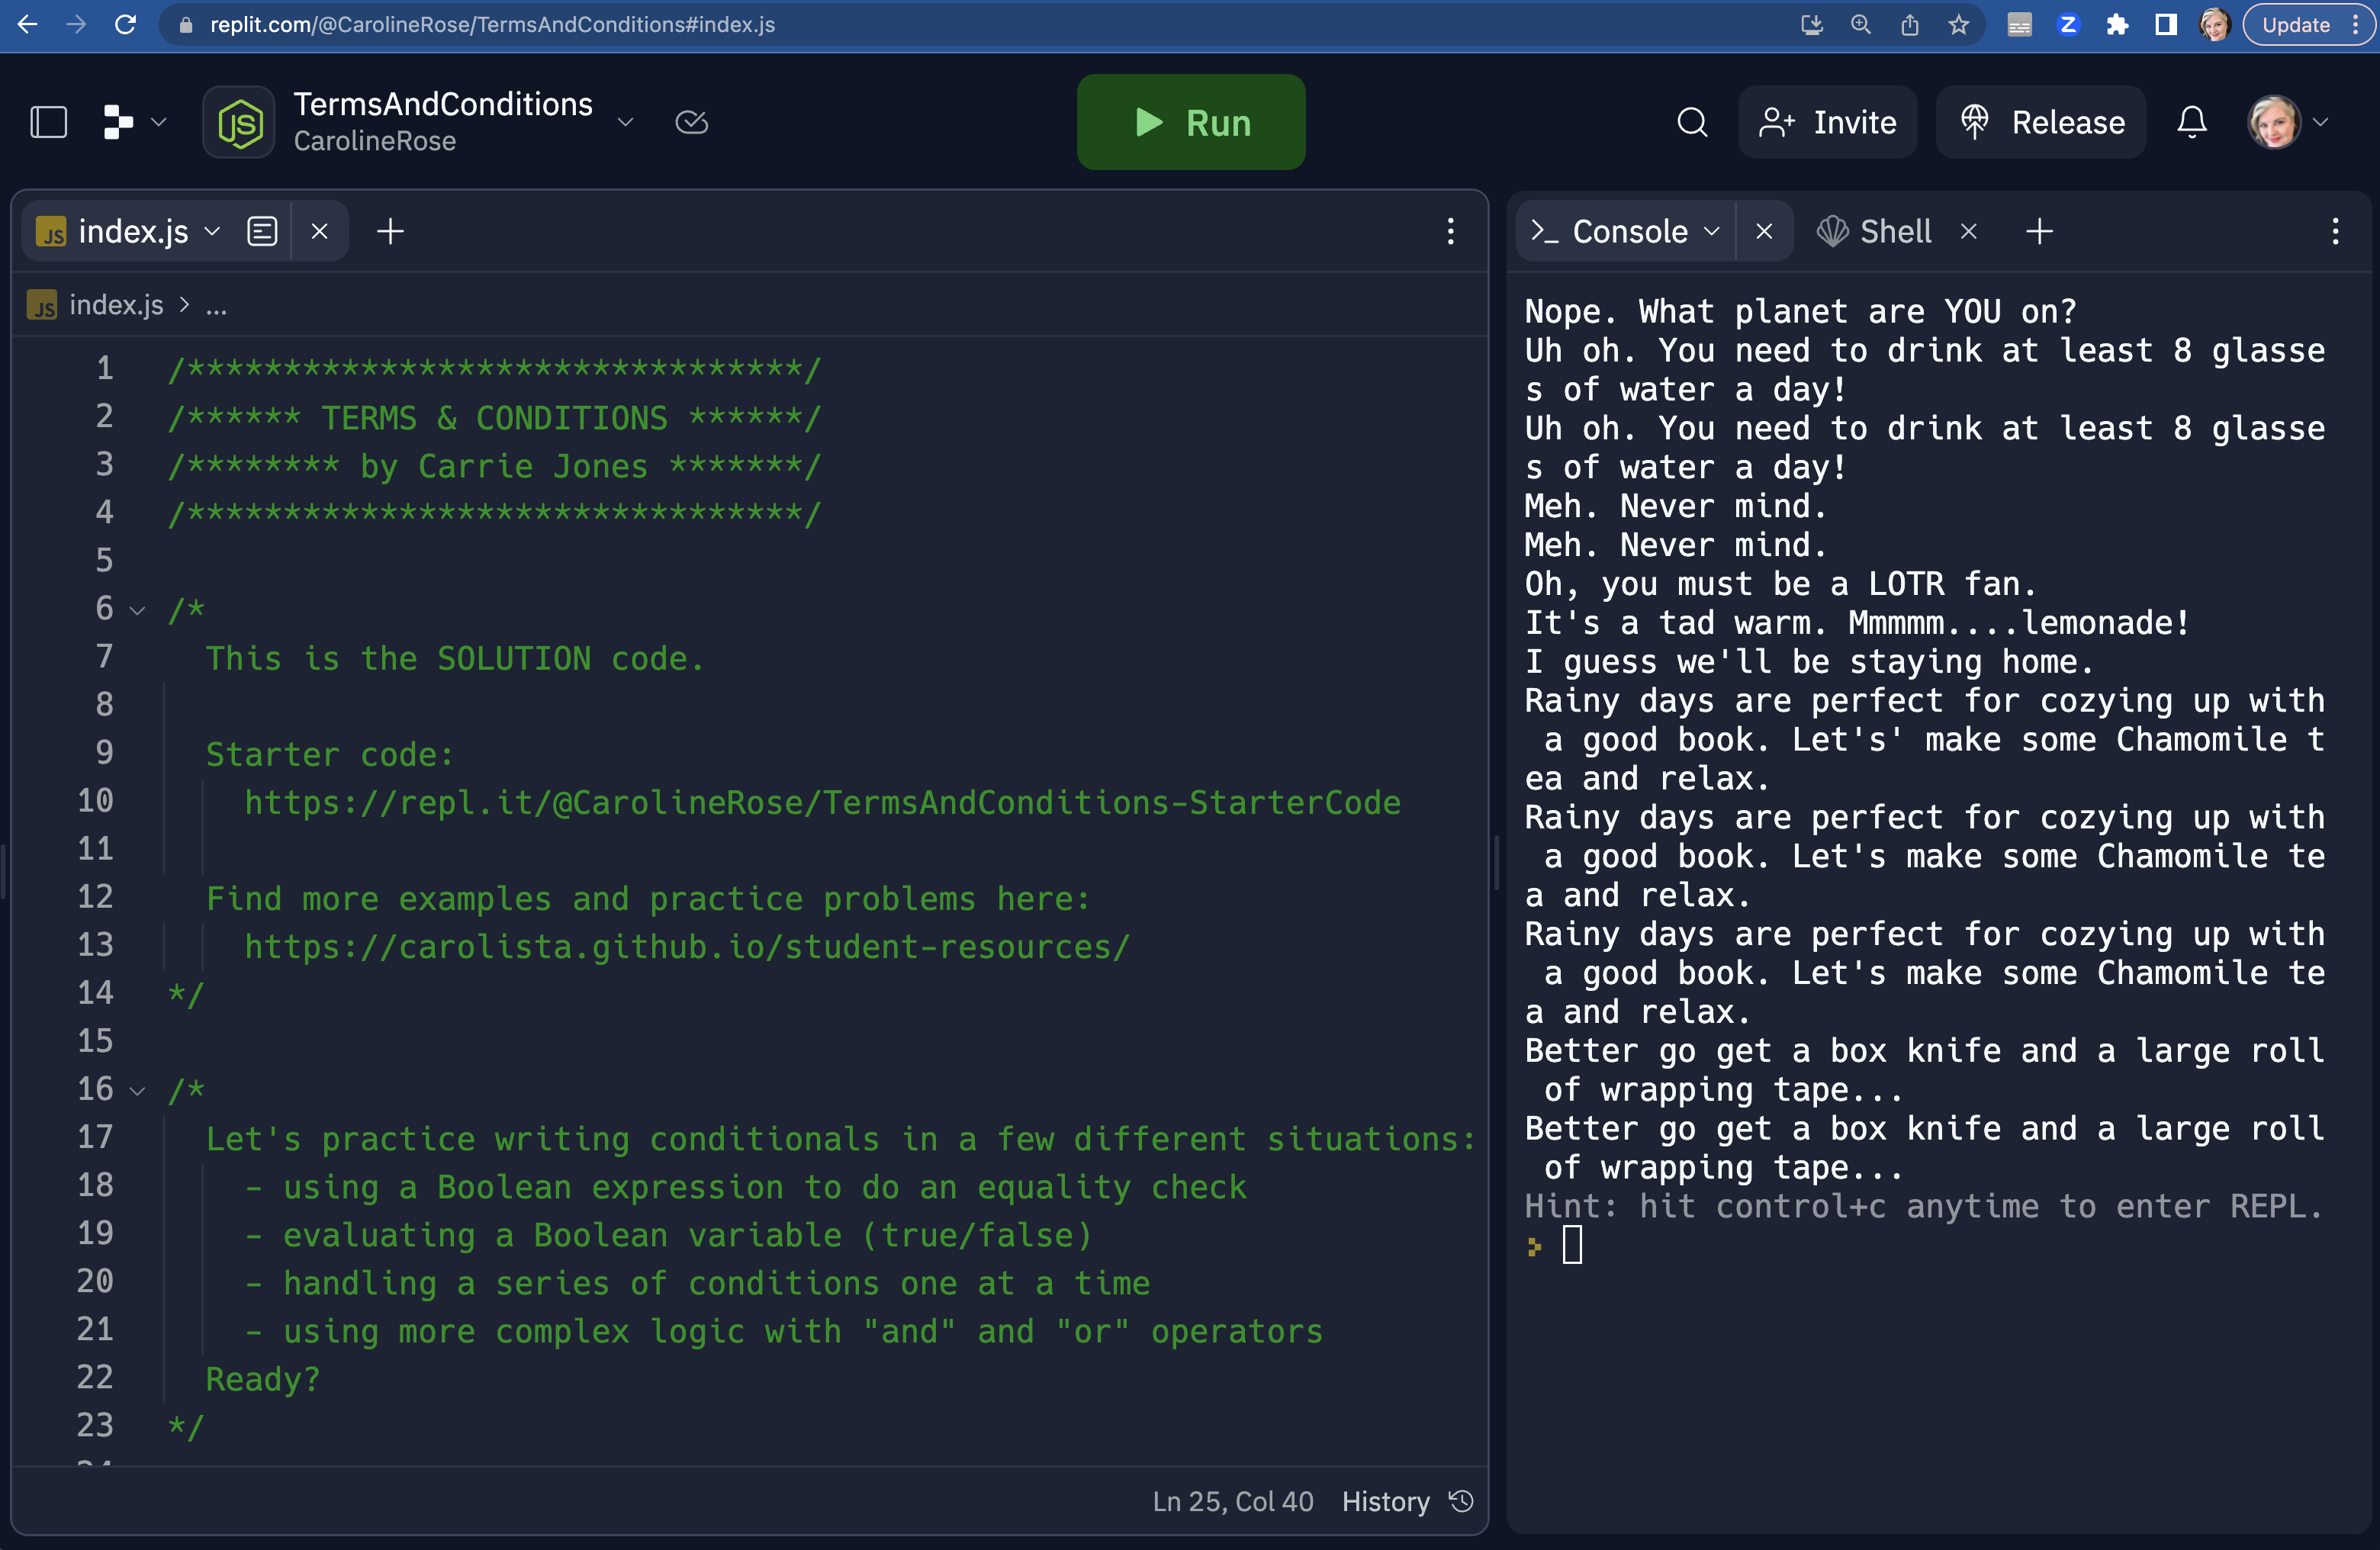 replit.com/@CarolineRose/TermsAndConditions#index.js
Z
Update
JS
TermsAndConditions
CarolineRose
Run
Invite
Release
JS index.js
JS index.js > ...
1 /********************************/
2 /****** TERMS & CONDITIONS ******/
3 /******** by Carrie Jones *******/
4 /********************************/
5
6 /*
7 This is the SOLUTION code.
8
9 Starter code:
10 https://repl.it/@CarolineRose/TermsAndConditions-StarterCode
11
12 Find more examples and practice problems here:
13 https://carolista.github.io/student-resources/
14 */
15
16 /*
17 Let's practice writing conditionals in a few different situations:
18 - using a Boolean expression to do an equality check
19 - evaluating a Boolean variable (true/false)
20 - handling a series of conditions one at a time
21 - using more complex logic with "and" and "or" operators
22 Ready?
23 */
Ln 25, Col 40 History
>_ Console
Shell
Nope. What planet are YOU on?
Uh oh. You need to drink at least 8 glasse
s of water a day!
Uh oh. You need to drink at least 8 glasse
s of water a day!
Meh. Never mind.
Meh. Never mind.
Oh, you must be a LOTR fan.
It's a tad warm. Mmmmm....lemonade!
I guess we'll be staying home.
Rainy days are perfect for cozying up with
a good book. Let's' make some Chamomile t
ea and relax.
Rainy days are perfect for cozying up with
a good book. Let's make some Chamomile te
a and relax.
Rainy days are perfect for cozying up with
a good book. Let's make some Chamomile te
a and relax.
Better go get a box knife and a large roll
of wrapping tape...
Better go get a box knife and a large roll
of wrapping tape...
Hint: hit control+c anytime to enter REPL.